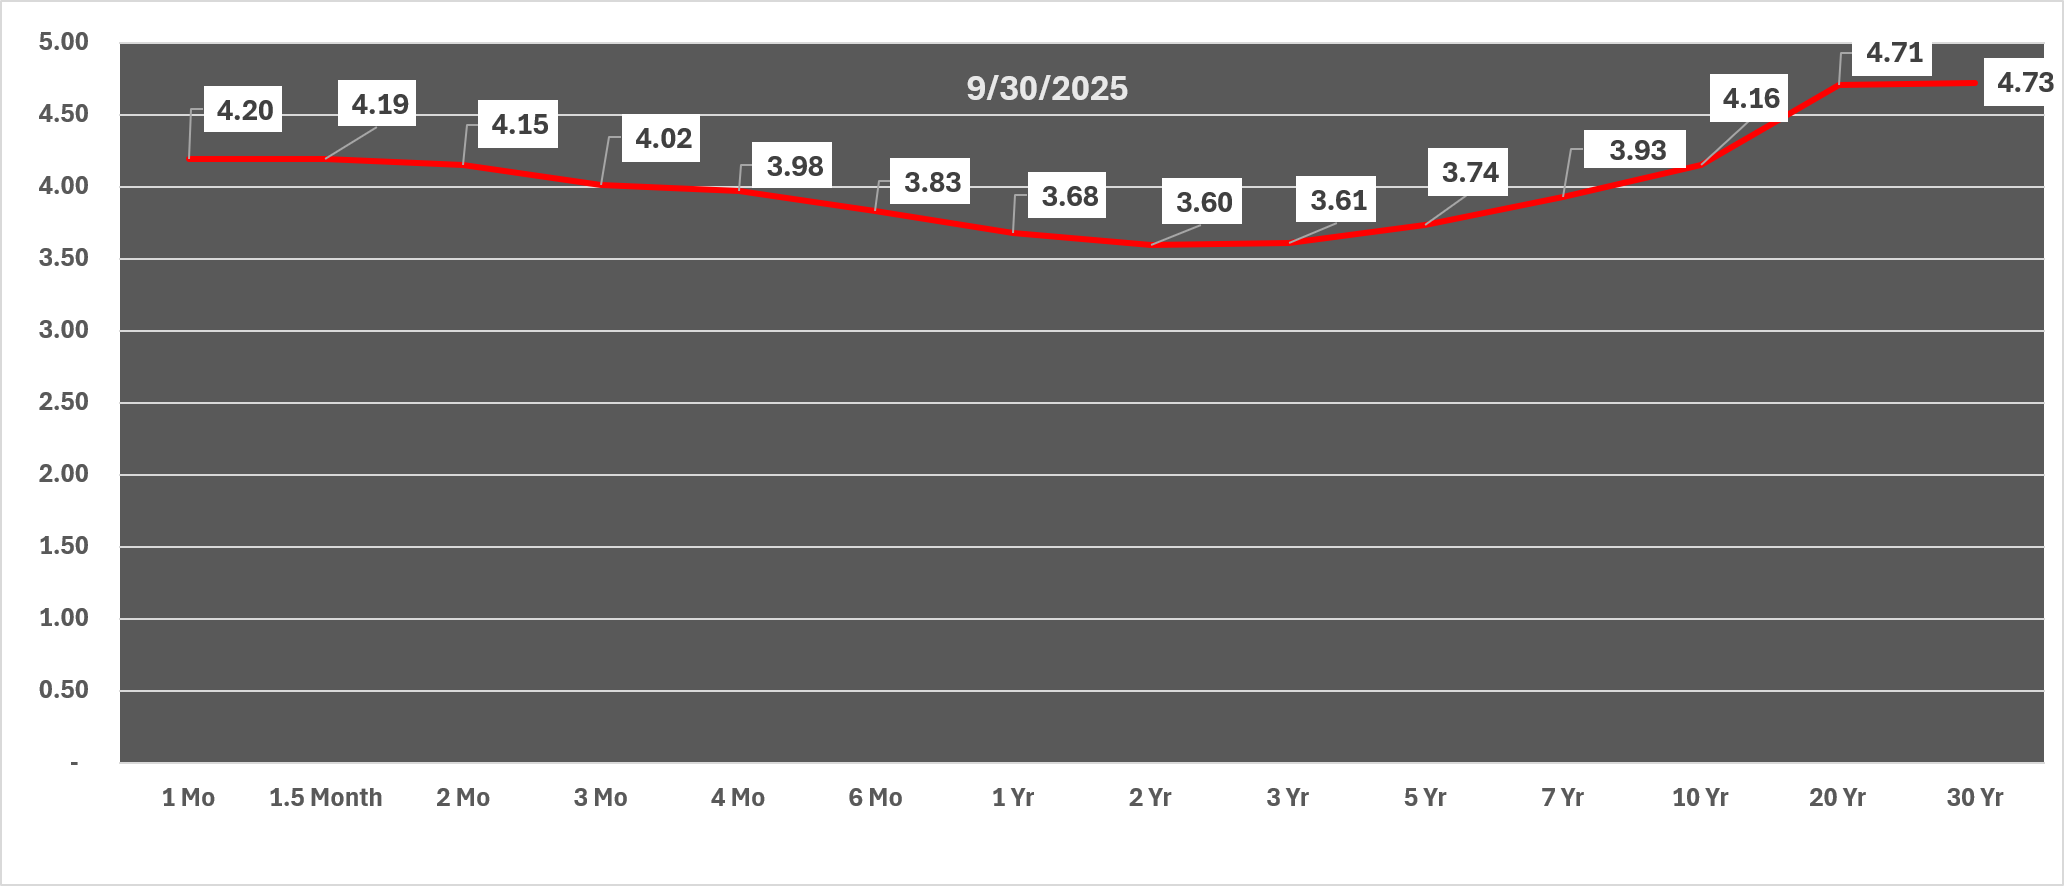 9/30/2025
5.00
4.50
4.00
3.50
3.00
2.50
2.00
1.50
1.00
0.50
-
4.20
4.19
4.15
4.02
3.98
3.83
3.68
3.60
3.61
3.74
3.93
4.16
4.71
4.73
1 Mo
1.5 Month
2 Mo
3 Mo
4 Mo
6 Mo
1 Yr
2 Yr
3 Yr
5 Yr
7 Yr
10 Yr
20 Yr
30 Yr